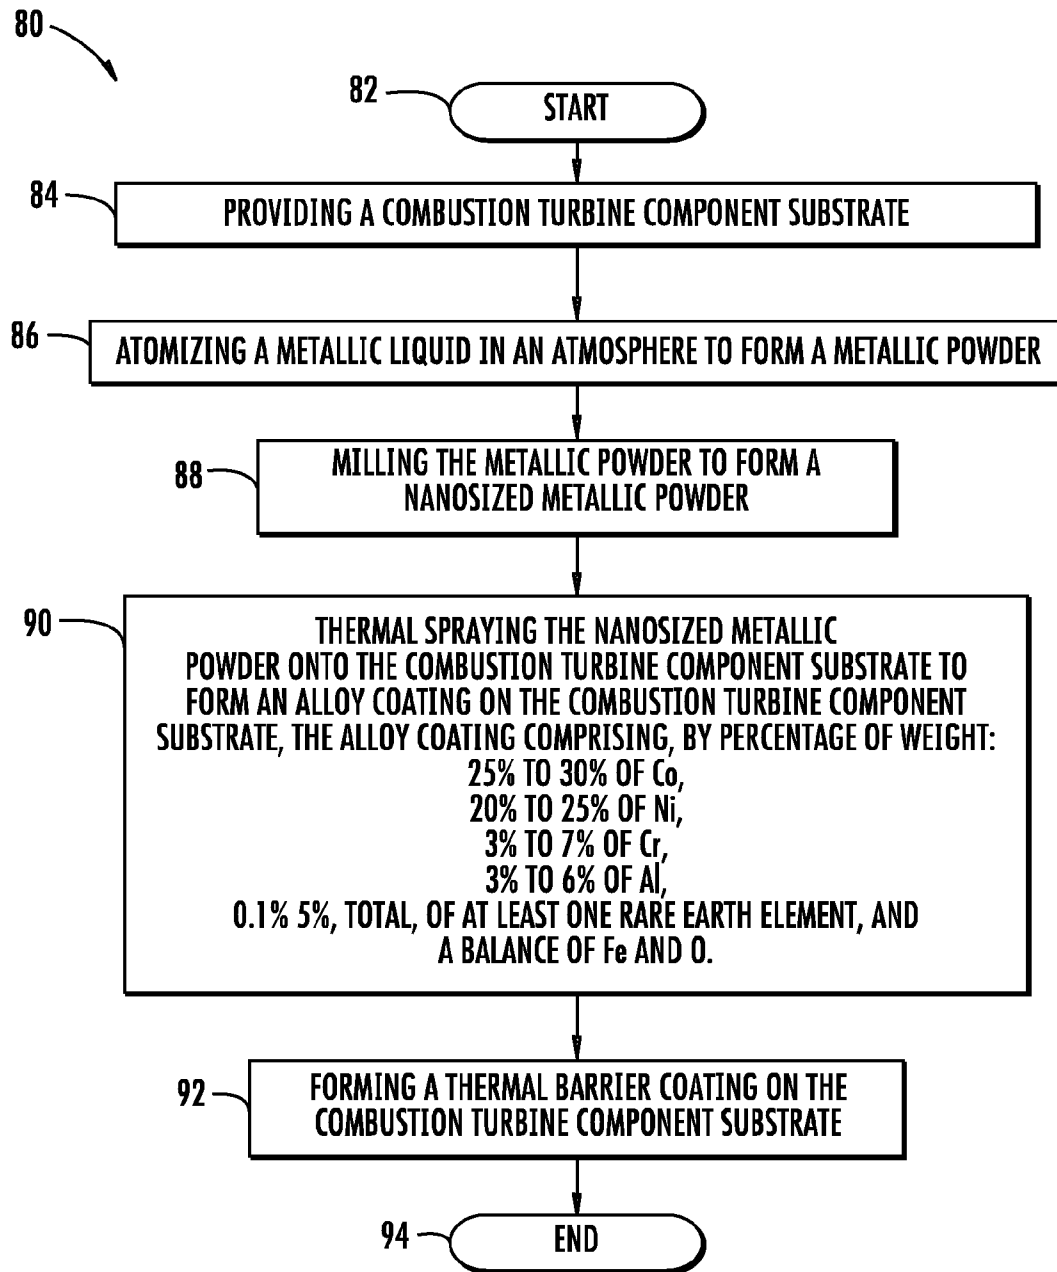 80
82
START
84
PROVIDING A COMBUSTION TURBINE COMPONENT SUBSTRATE
86
ATOMIZING A METALLIC LIQUID IN AN ATMOSPHERE TO FORM A METALLIC POWDER
88
MILLING THE METALLIC POWDER TO FORM A
NANOSIZED METALLIC POWDER
90
THERMAL SPRAYING THE NANOSIZED METALLIC
POWDER ONTO THE COMBUSTION TURBINE COMPONENT SUBSTRATE TO
FORM AN ALLOY COATING ON THE COMBUSTION TURBINE COMPONENT
SUBSTRATE, THE ALLOY COATING COMPRISING, BY PERCENTAGE OF WEIGHT:
25% TO 30% OF Co,
20% TO 25% OF Ni,
3% TO 7% OF Cr,
3% TO 6% OF Al,
0.1% 5%, TOTAL, OF AT LEAST ONE RARE EARTH ELEMENT, AND
A BALANCE OF Fe AND O.
92
FORMING A THERMAL BARRIER COATING ON THE
COMBUSTION TURBINE COMPONENT SUBSTRATE
94
END